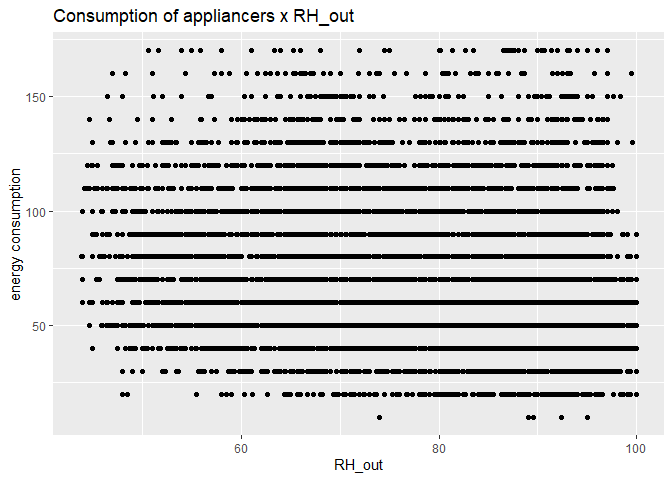 Consumption of appliancers x RH_out
150
100
50
energy consumption
60 80 100
RH_out